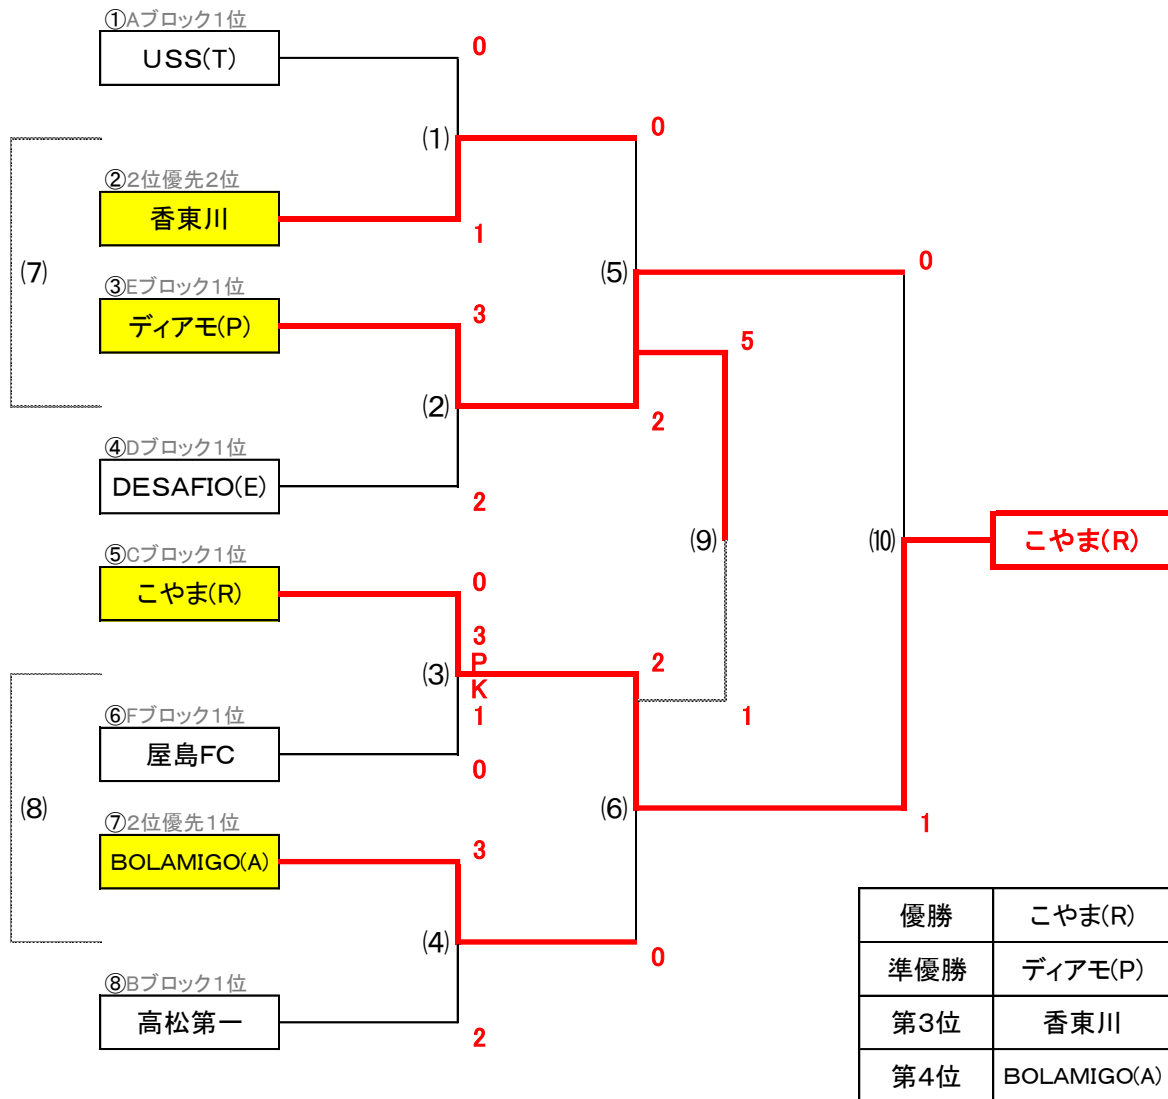 ①Aブロック1位
USS(T)
0
(1)
0
②2位優先2位
香東川
1
(7)
(5)
0
③Eブロック1位
ディアモ(P)
3
5
(2)
2
④Dブロック1位
DESAFIO(E)
2
(9)
(10)
こやま(R)
⑤Cブロック1位
こやま(R)
0
3
P
K
1
(3)
2
⑥Fブロック1位
屋島FC
0
1
(8)
(6)
1
⑦2位優先1位
BOLAMIGO(A)
3
(4)
0
⑧Bブロック1位
高松第一
2
優勝 こやま(R)
準優勝 ディアモ(P)
第3位 香東川
第4位 BOLAMIGO(A)